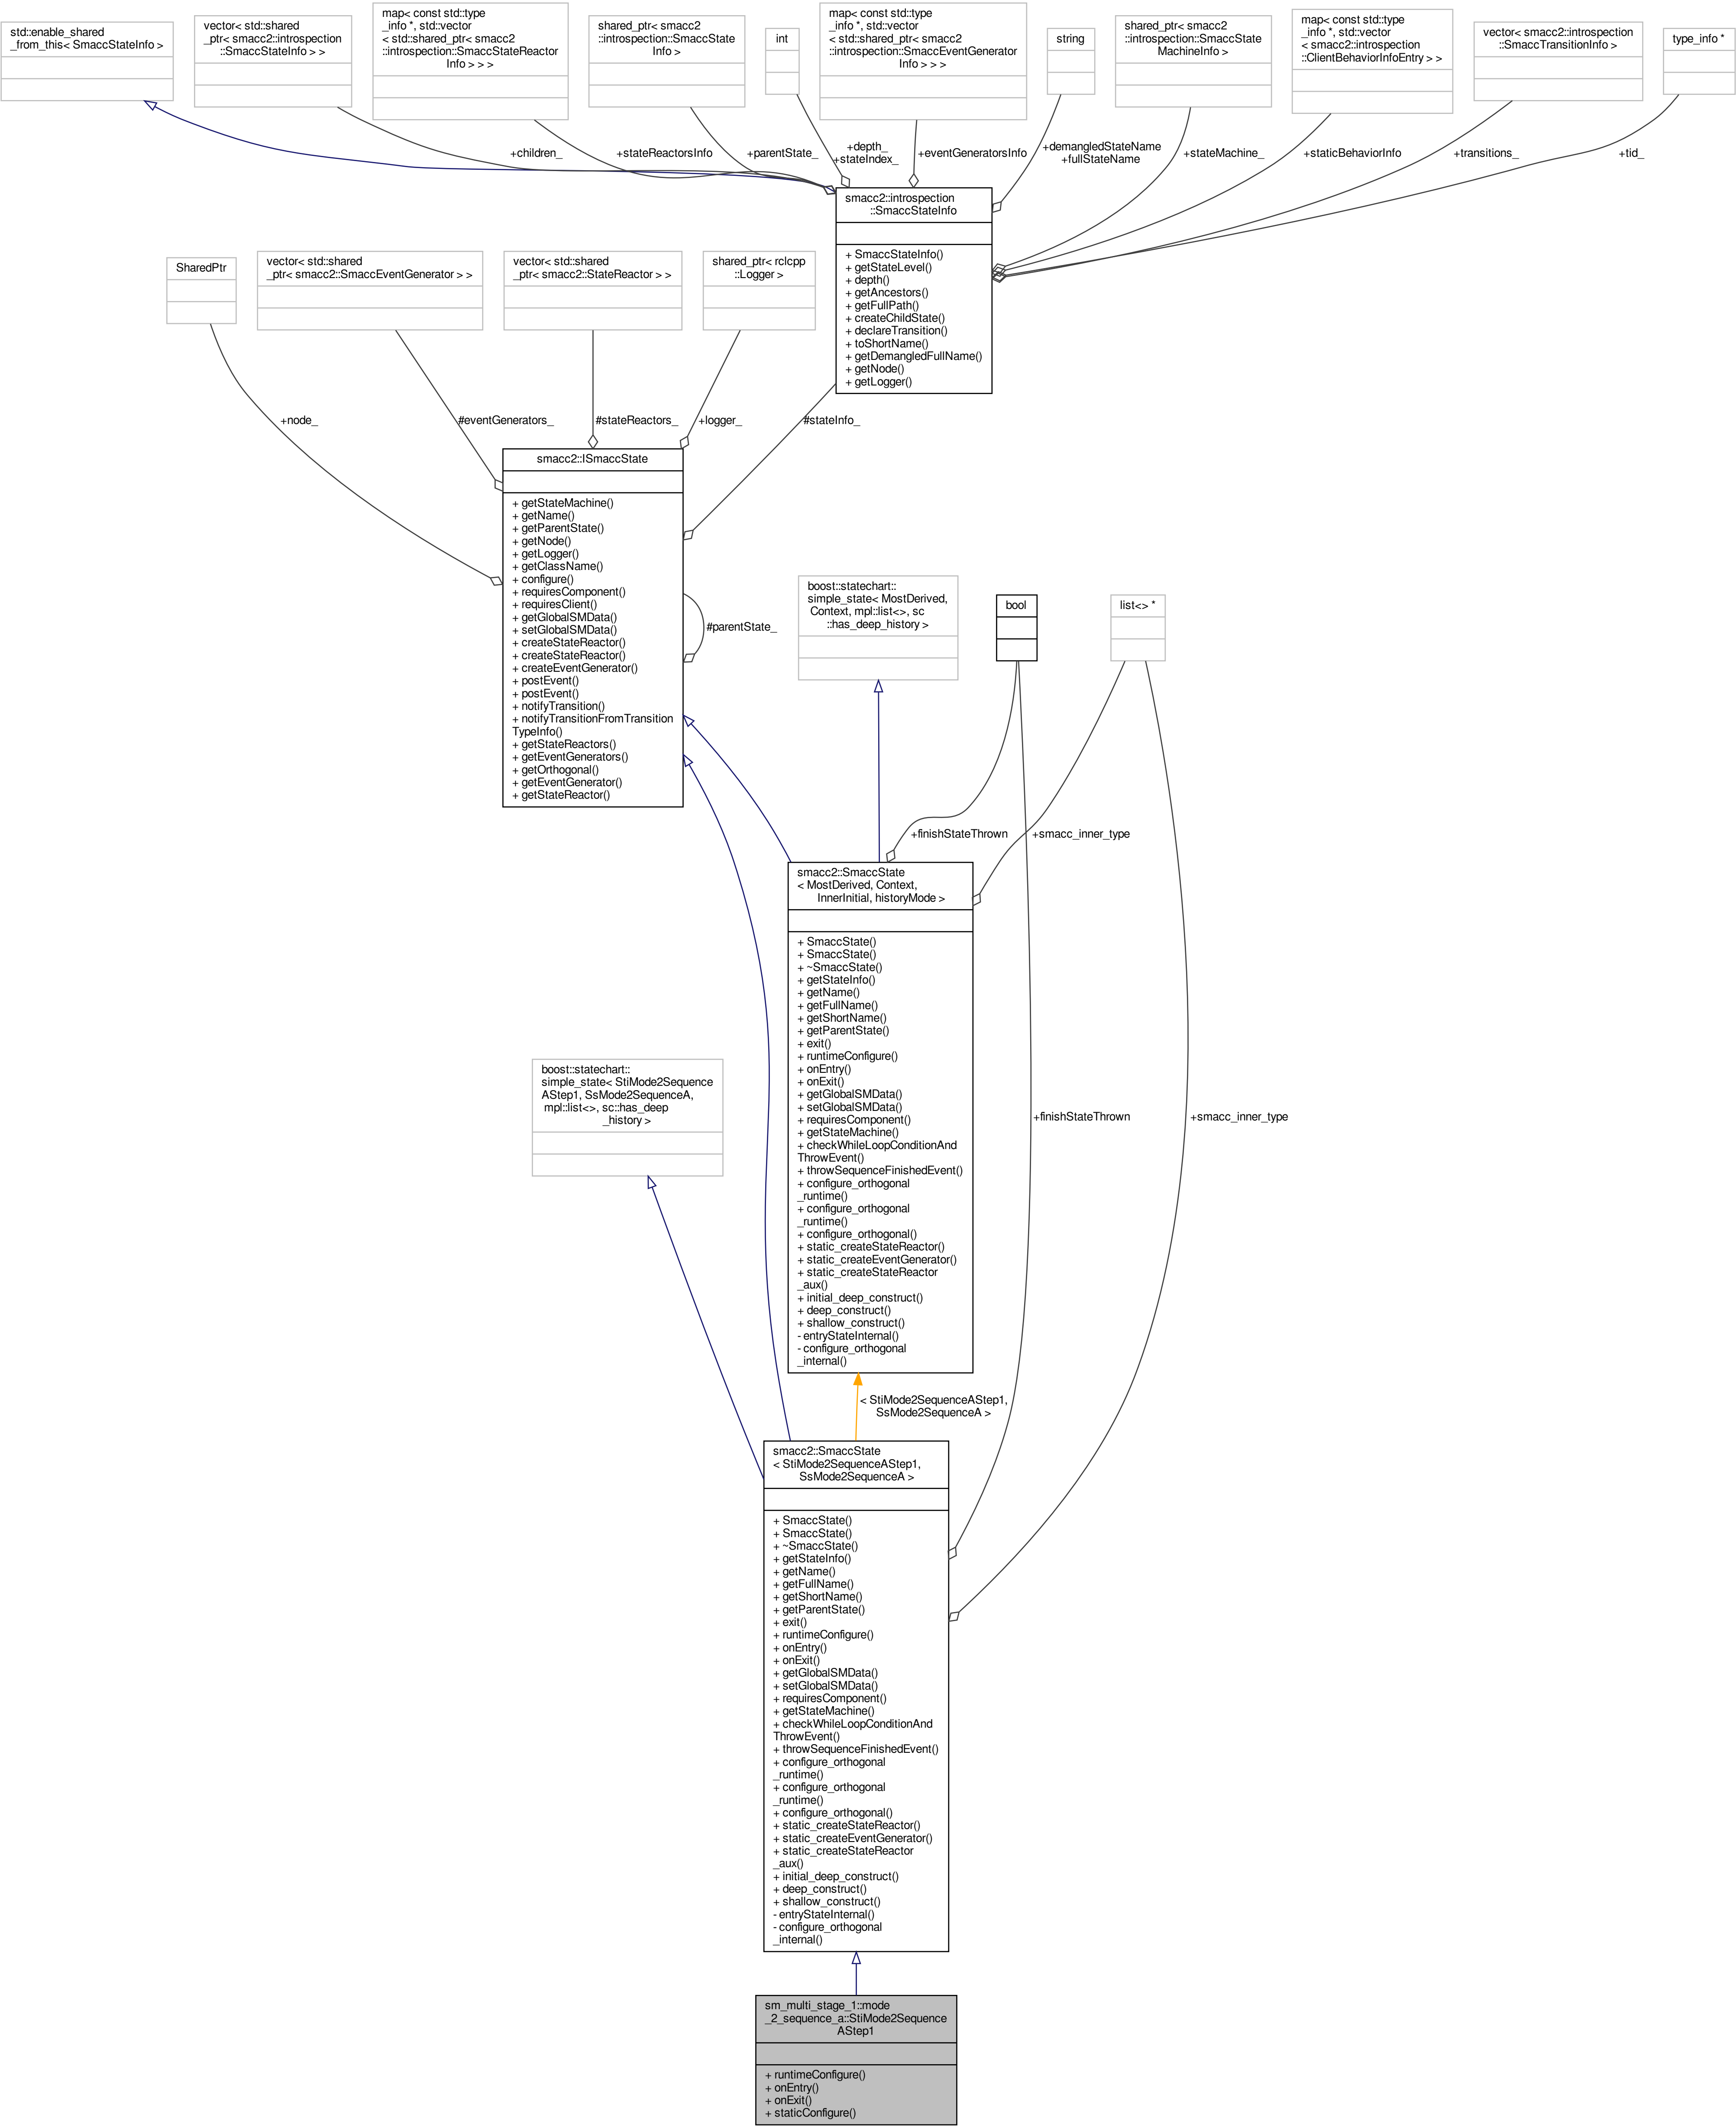 std::enable_shared
_from_this< SmaccStateInfo >
vector< std::shared
_ptr< smacc2::introspection
::SmaccStateInfo > >
map< const std::type
_info *, std::vector
< std::shared_ptr< smacc2
::introspection::SmaccStateReactor
Info > > >
shared_ptr< smacc2
::introspection::SmaccState
Info >
int
map< const std::type
_info *, std::vector
< std::shared_ptr< smacc2
::introspection::SmaccEventGenerator
Info > > >
string
shared_ptr< smacc2
::introspection::SmaccState
MachineInfo >
map< const std::type
_info *, std::vector
< smacc2::introspection
::ClientBehaviorInfoEntry > >
vector< smacc2::introspection
::SmaccTransitionInfo >
type_info *
+children_
+stateReactorsInfo
+parentState_
+depth_
+stateIndex_
+eventGeneratorsInfo
+demangledStateName
+fullStateName
+stateMachine_
+staticBehaviorInfo
+transitions_
+tid_
smacc2::introspection
::SmaccStateInfo
+ SmaccStateInfo()
+ getStateLevel()
+ depth()
+ getAncestors()
+ getFullPath()
+ createChildState()
+ declareTransition()
+ toShortName()
+ getDemangledFullName()
+ getNode()
+ getLogger()
SharedPtr
vector< std::shared
_ptr< smacc2::SmaccEventGenerator > >
vector< std::shared
_ptr< smacc2::StateReactor > >
shared_ptr< rclcpp
::Logger >
+node_
#eventGenerators_
#stateReactors_
+logger_
#stateInfo_
smacc2::ISmaccState
+ getStateMachine()
+ getName()
+ getParentState()
+ getNode()
+ getLogger()
+ getClassName()
+ configure()
+ requiresComponent()
+ requiresClient()
+ getGlobalSMData()
+ setGlobalSMData()
+ createStateReactor()
+ createStateReactor()
+ createEventGenerator()
+ postEvent()
+ postEvent()
+ notifyTransition()
+ notifyTransitionFromTransition
TypeInfo()
+ getStateReactors()
+ getEventGenerators()
+ getOrthogonal()
+ getEventGenerator()
+ getStateReactor()
#parentState_
boost::statechart::
simple_state< MostDerived,
Context, mpl::list<>, sc
::has_deep_history >
bool
list<> *
+finishStateThrown
+smacc_inner_type
smacc2::SmaccState
< MostDerived, Context,
InnerInitial, historyMode >
+ SmaccState()
+ SmaccState()
+ ~SmaccState()
+ getStateInfo()
+ getName()
+ getFullName()
+ getShortName()
+ getParentState()
+ exit()
+ runtimeConfigure()
+ onEntry()
+ onExit()
+ getGlobalSMData()
+ setGlobalSMData()
+ requiresComponent()
+ getStateMachine()
+ checkWhileLoopConditionAnd
ThrowEvent()
+ throwSequenceFinishedEvent()
+ configure_orthogonal
_runtime()
+ configure_orthogonal
_runtime()
+ configure_orthogonal()
+ static_createStateReactor()
+ static_createEventGenerator()
+ static_createStateReactor
_aux()
+ initial_deep_construct()
+ deep_construct()
+ shallow_construct()
- entryStateInternal()
- configure_orthogonal
_internal()
boost::statechart::
simple_state< StiMode2Sequence
AStep1, SsMode2SequenceA,
mpl::list<>, sc::has_deep
_history >
+finishStateThrown
+smacc_inner_type
< StiMode2SequenceAStep1,
SsMode2SequenceA >
smacc2::SmaccState
< StiMode2SequenceAStep1,
SsMode2SequenceA >
+ SmaccState()
+ SmaccState()
+ ~SmaccState()
+ getStateInfo()
+ getName()
+ getFullName()
+ getShortName()
+ getParentState()
+ exit()
+ runtimeConfigure()
+ onEntry()
+ onExit()
+ getGlobalSMData()
+ setGlobalSMData()
+ requiresComponent()
+ getStateMachine()
+ checkWhileLoopConditionAnd
ThrowEvent()
+ throwSequenceFinishedEvent()
+ configure_orthogonal
_runtime()
+ configure_orthogonal
_runtime()
+ configure_orthogonal()
+ static_createStateReactor()
+ static_createEventGenerator()
+ static_createStateReactor
_aux()
+ initial_deep_construct()
+ deep_construct()
+ shallow_construct()
- entryStateInternal()
- configure_orthogonal
_internal()
sm_multi_stage_1::mode
_2_sequence_a::StiMode2Sequence
AStep1
+ runtimeConfigure()
+ onEntry()
+ onExit()
+ staticConfigure()